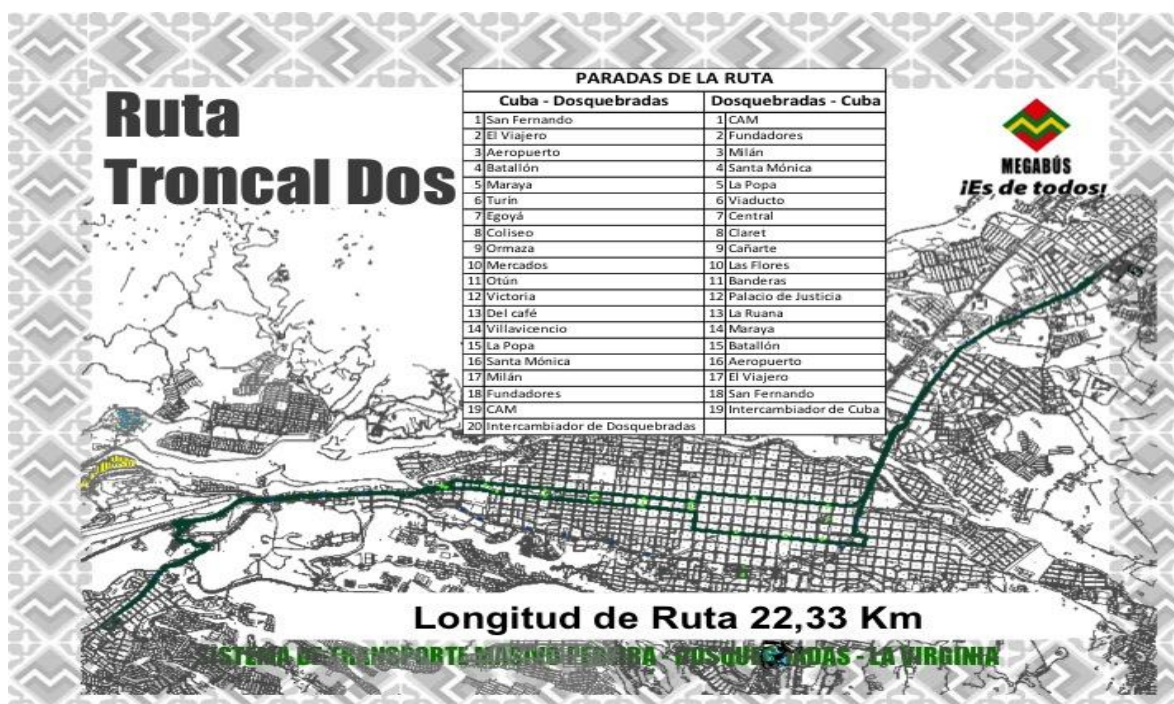 Ruta
Troncal Dos
PARADAS DE LA RUTA
Cuba - Dosquebradas Dosquebradas - Cuba
1 San Fernando 1 CAM
2 El Viajero 2 Fundadores
3 Aeropuerto 3 Milán
4 Batallón 4 Santa Mónica
5 Maraya 5 La Popa
6 Turín 6 Viaducto
7 Egoyá 7 Central
8 Coliseo 8 Claret
9 Ormaza 9 Cañarte
10 Mercados 10 Las Flores
11 Otún 11 Banderas
12 Victoria 12 Palacio de Justicia
13 Del café 13 La Ruana
14 Villavicencio 14 Maraya
15 La Popa 15 Batallón
16 Santa Mónica 16 Aeropuerto
17 Milán 17 El Viajero
18 Fundadores 18 San Fernando
19 CAM 19 Intercambiador de Cuba
20 Intercambiador de Dosquebradas
MEGABÚS
¡Es de todos!
Longitud de Ruta 22,33 Km
SISTEMA DE TRANSPORTE MASIVO PEREIRA - DOSQUEBRADAS - LA VIRGINIA